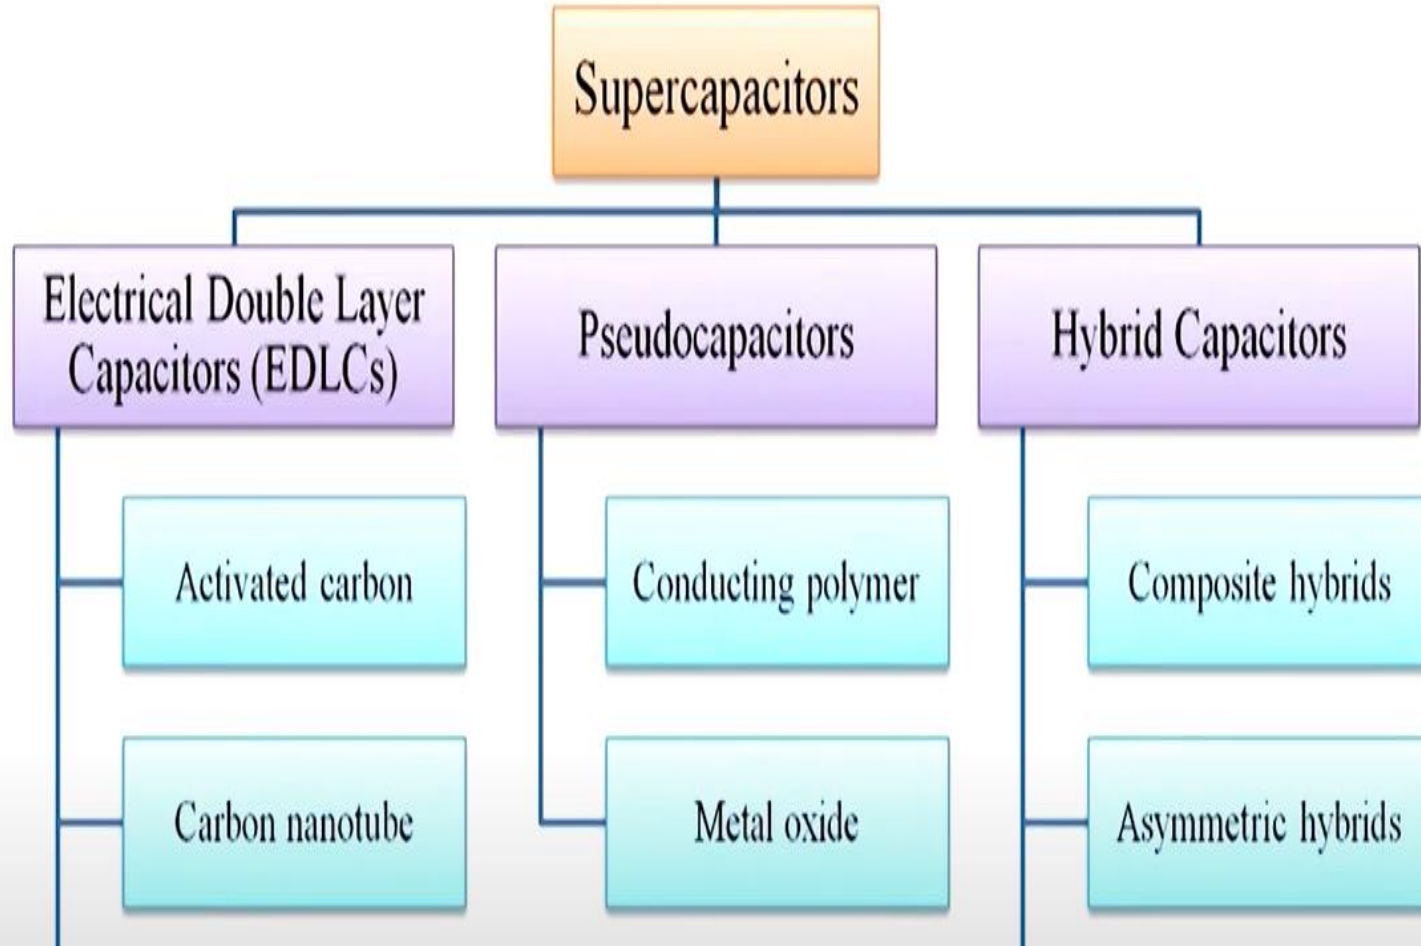 Supercapacitors
Electrical Double Layer
Capacitors (EDLCs)
Pseudocapacitors
Hybrid Capacitors
Activated carbon
Conducting polymer
Composite hybrids
Carbon nanotube
Metal oxide
Asymmetric hybrids